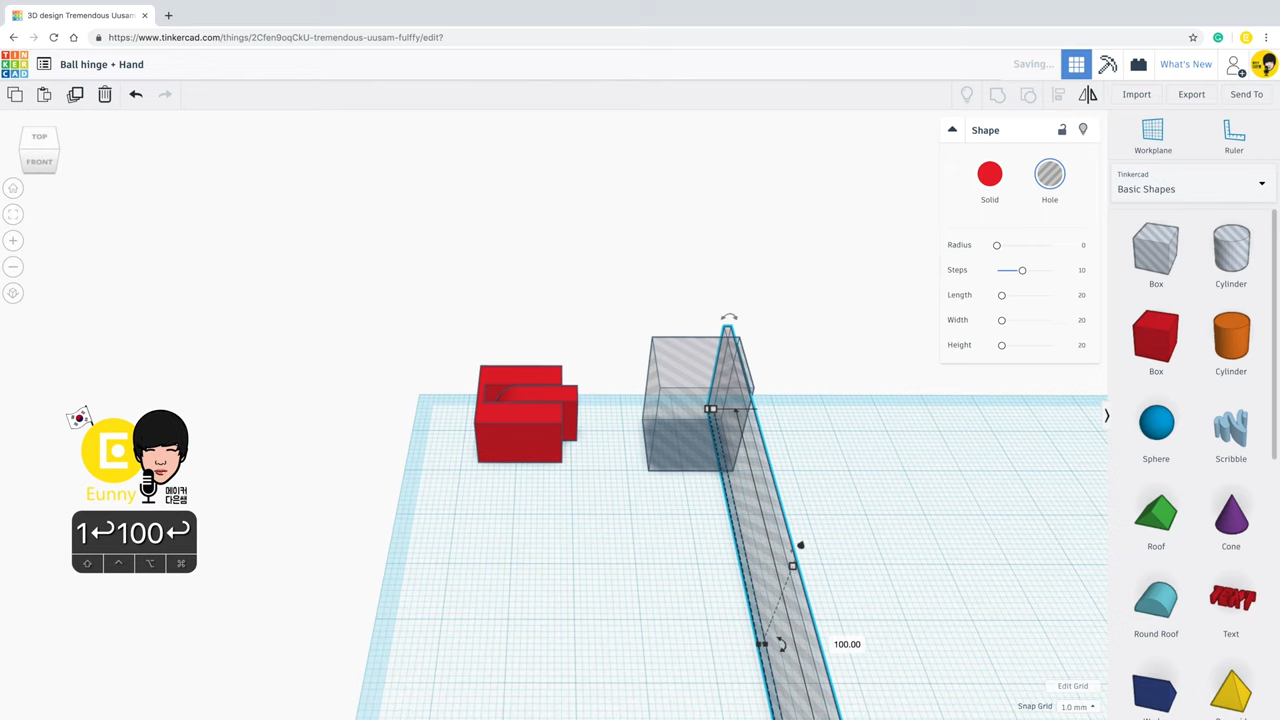 3D design Tremendous Uusam
https://www.tinkercad.com/things/2Cfen9oqCkU-tremendous-uusam-fulffy/edit?
TIN
KER
CAD
Ball hinge + Hand
Saving...
What's New
Import
Export
Send To
TOP
FRONT
Shape
Solid
Hole
Radius
0
Steps
10
Length
20
Width
20
Height
20
Workplane
Ruler
Tinkercad
Basic Shapes
Box
Cylinder
Box
Cylinder
Sphere
Scribble
Roof
Cone
Round Roof
TEXT
Text
Eunny
메이커
다은쌤
1↩100↩
100.00
Edit Grid
Snap Grid
1.0 mm